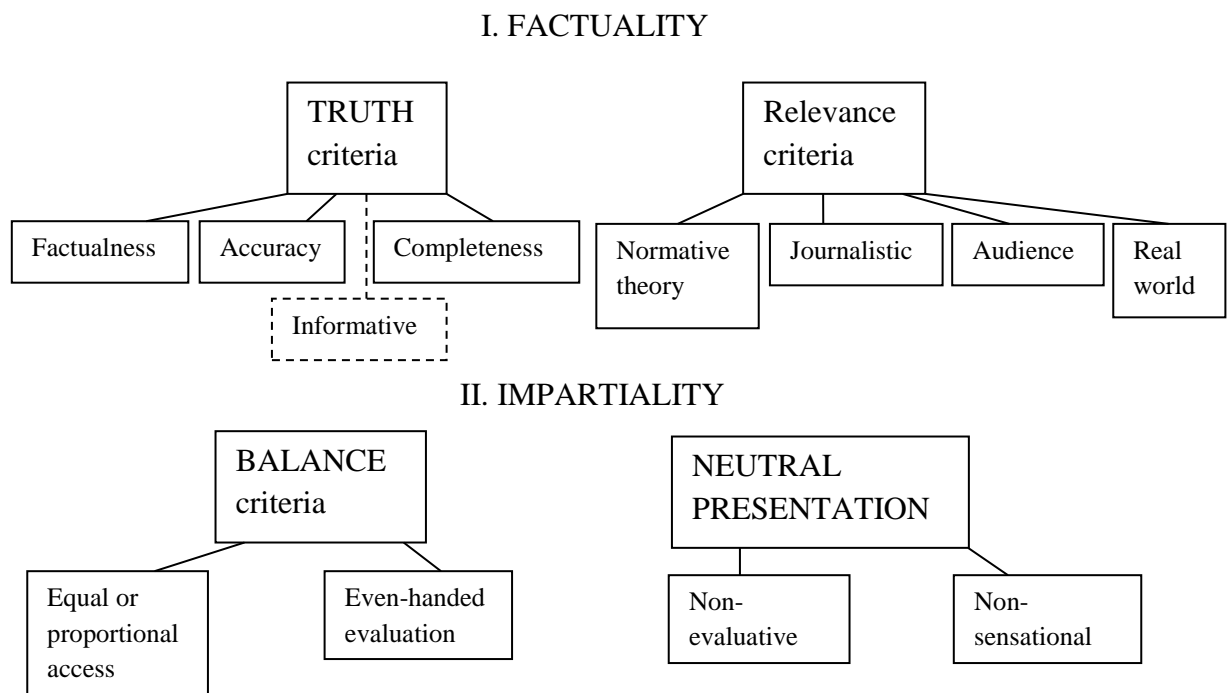 I. FACTUALITY
TRUTH
criteria
Relevance
criteria
Factualness
Accuracy
Completeness
Informative
Normative
theory
Journalistic
Audience
Real
world
II. IMPARTIALITY
BALANCE
criteria
NEUTRAL
PRESENTATION
Equal or
proportional
access
Even-handed
evaluation
Non-
evaluative
Non-
sensational